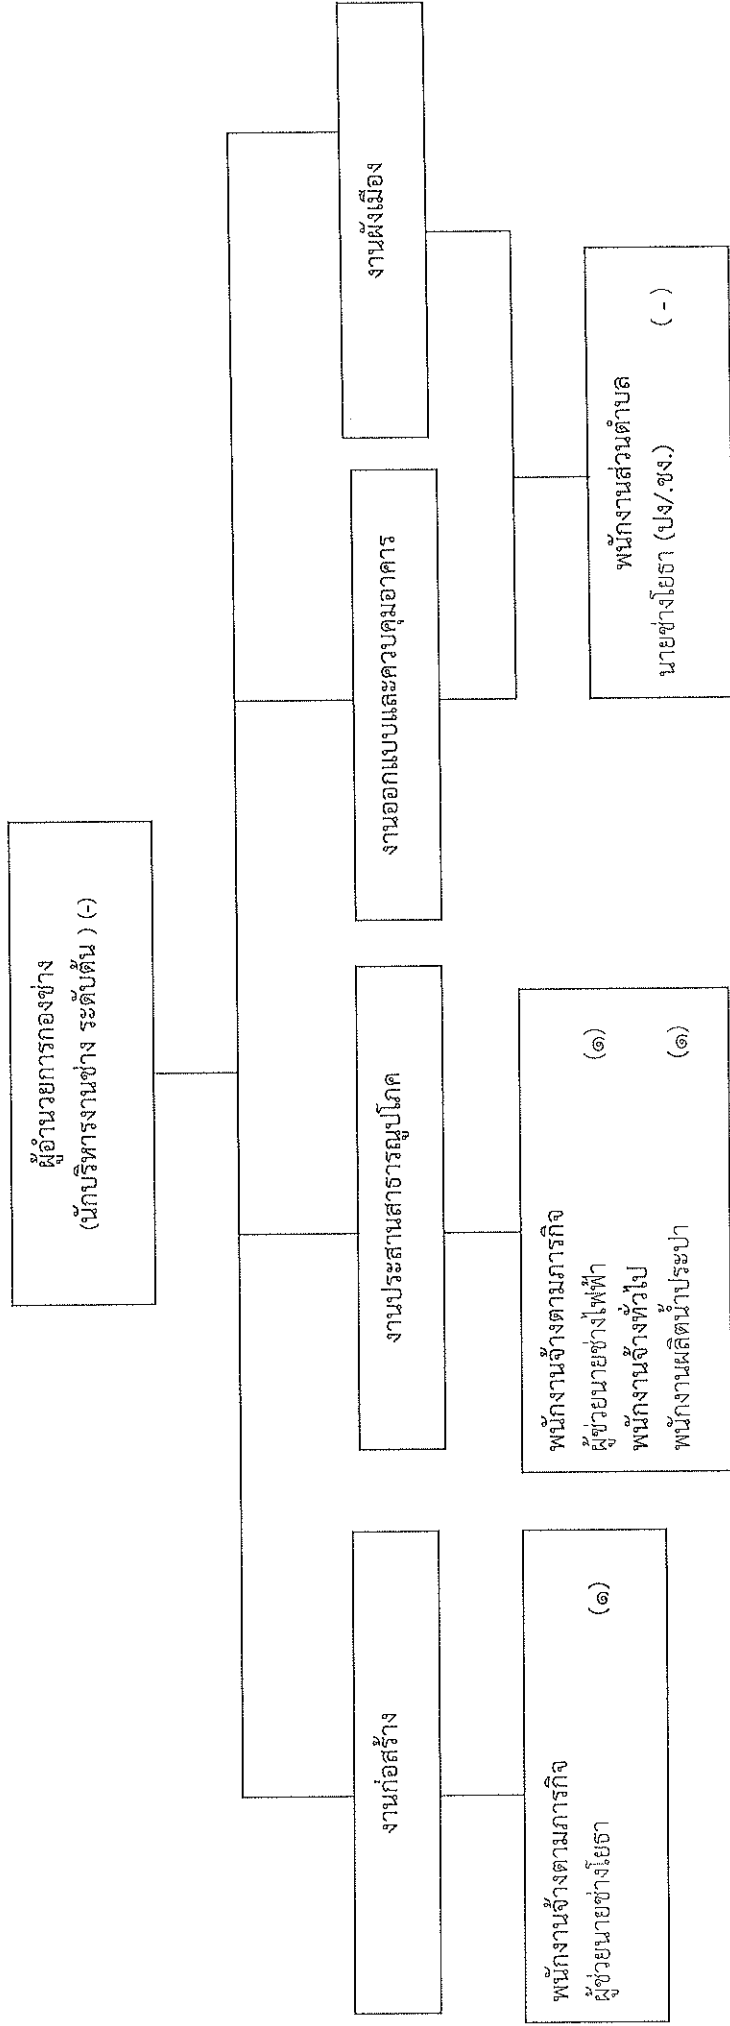 ผู้อำนวยการกองช่าง
(นักบริหารงานช่าง ระดับต้น ) (-)
งานก่อสร้าง
งานประสานสาธารณูปโภค
งานออกแบบและควบคุมอาคาร
งานผังเมือง
พนักงานจ้างตามภารกิจ
ผู้ช่วยนายช่างโยธา (๑)
พนักงานจ้างตามภารกิจ
ผู้ช่วยนายช่างไฟฟ้า (๑)
พนักงานจ้างทั่วไป
พนักงานผลิตน้ำประปา (๑)
พนักงานส่วนตำบล
นายช่างโยธา (ปง/.ชง.) ( - )